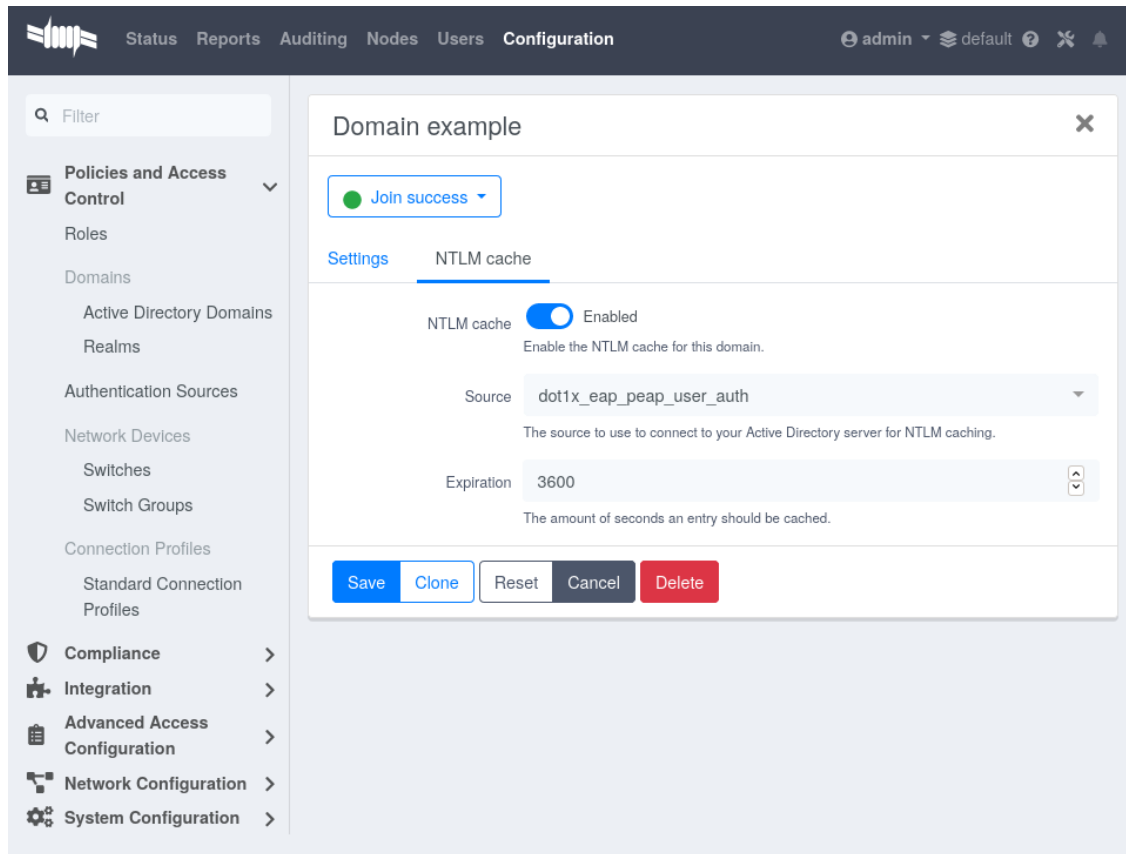 Status Reports Auditing Nodes Users Configuration admin default
Filter
Policies and Access
Control
Roles
Domains
Active Directory Domains
Realms
Authentication Sources
Network Devices
Switches
Switch Groups
Connection Profiles
Standard Connection
Profiles
Compliance
Integration
Advanced Access
Configuration
Network Configuration
System Configuration
Domain example
Join success
Settings NTLM cache
NTLM cache Enabled
Enable the NTLM cache for this domain.
Source dot1x_eap_peap_user_auth
The source to use to connect to your Active Directory server for NTLM caching.
Expiration 3600
The amount of seconds an entry should be cached.
Save Clone Reset Cancel Delete